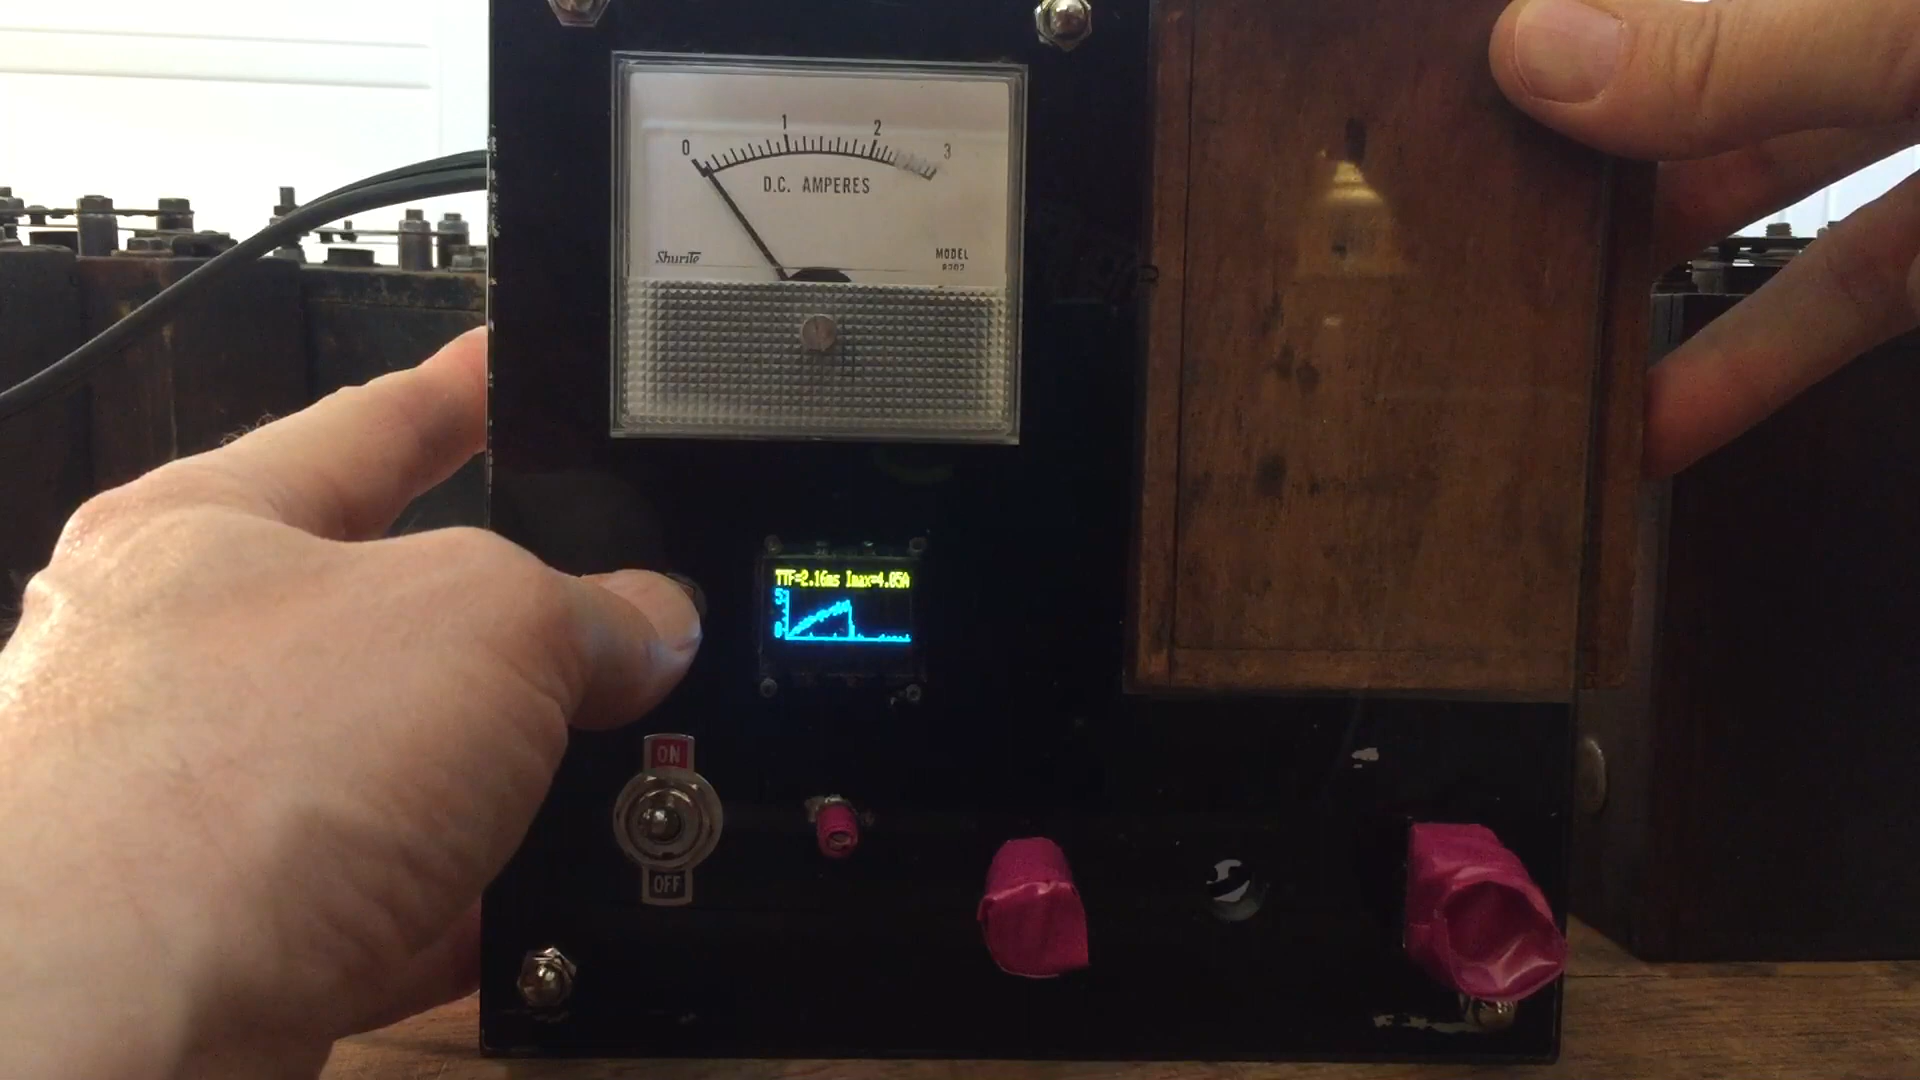 0 1 2 3
D.C. AMPERES
Shurite
MODEL
TTF=2.16ms Imax=4.05A
5
0
ON
OFF